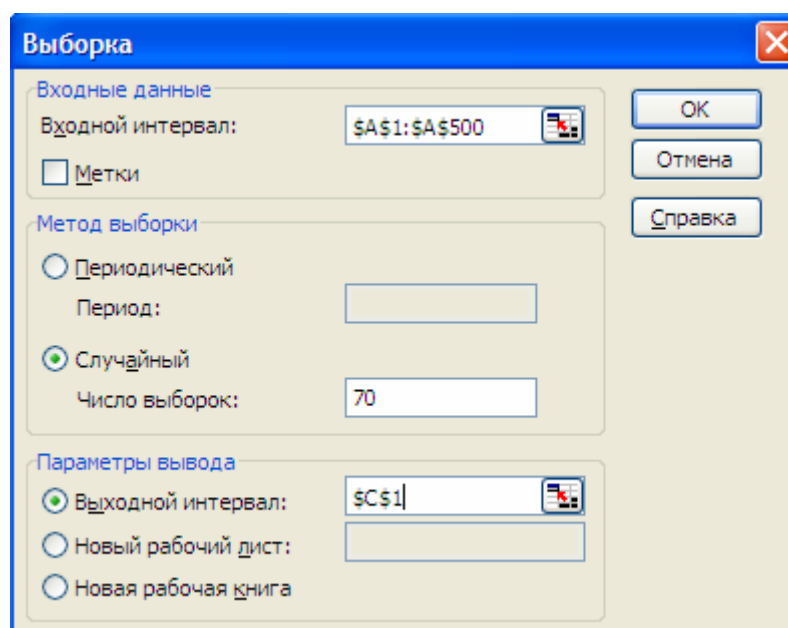 Выборка
Входные данные
Входной интервал: $A$1:$A$500
Метки
Метод выборки
Периодический
Период:
Случайный
Число выборок: 70
Параметры вывода
Выходной интервал: $C$1
Новый рабочий лист:
Новая рабочая книга
OK
Отмена
Справка